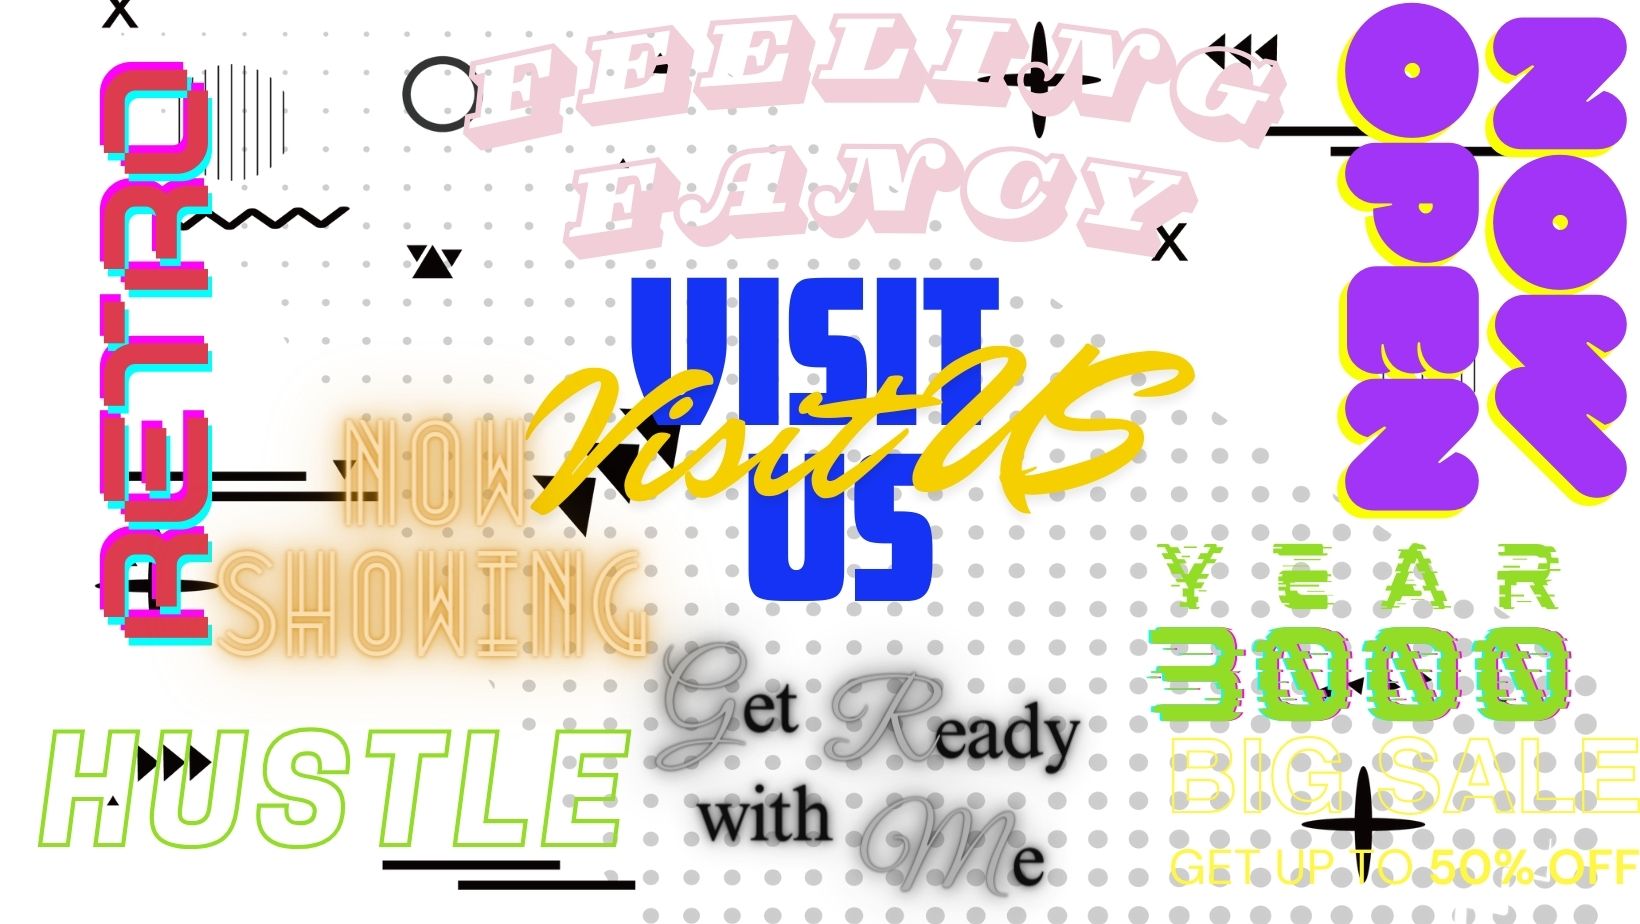 FEELING
FANCY
RETRO
OPEN
NOW
VISIT
US
Visit US
NOW
SHOWING
YEAR
3000
HUSTLE
Get Ready
with Me
BIG SALE
GET UP TO 50% OFF